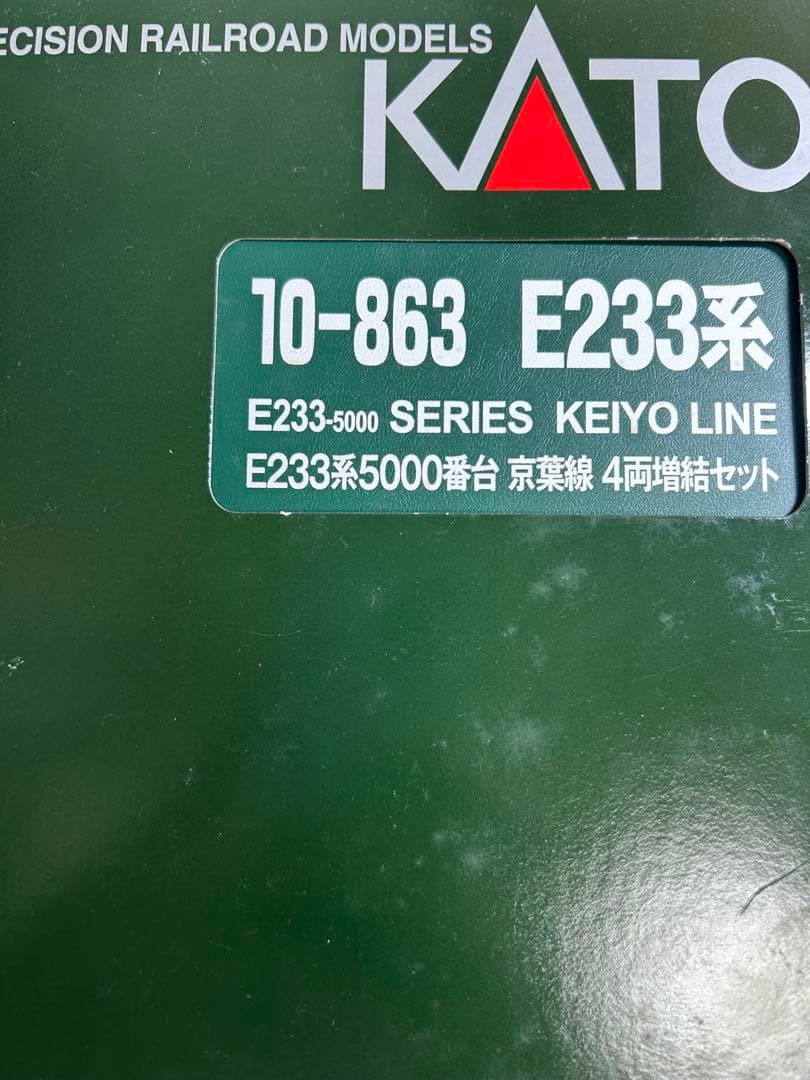 ECISION RAILROAD MODELS
KATO
10-863 E233系
E233-5000 SERIES KEIYO LINE
E233系5000番台 京葉線 4両増結セット